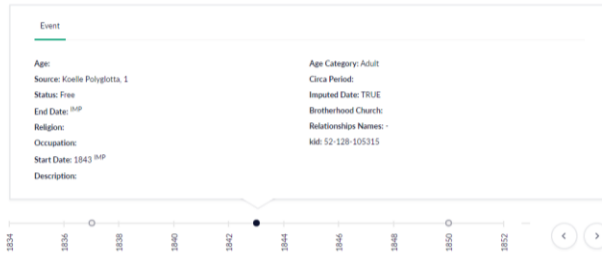 Event
Age:
Source: Koelle Polyglotta, 1
Status: Free
End Date: IMP
Religion:
Occupation:
Start Date: 1843 IMP
Description:
Age Category: Adult
Circa Period:
Imputed Date: TRUE
Brotherhood Church:
Relationships Names: -
kId: 52-128-105315
1834 1836 1838 1840 1842 1844 1846 1848 1850 1852